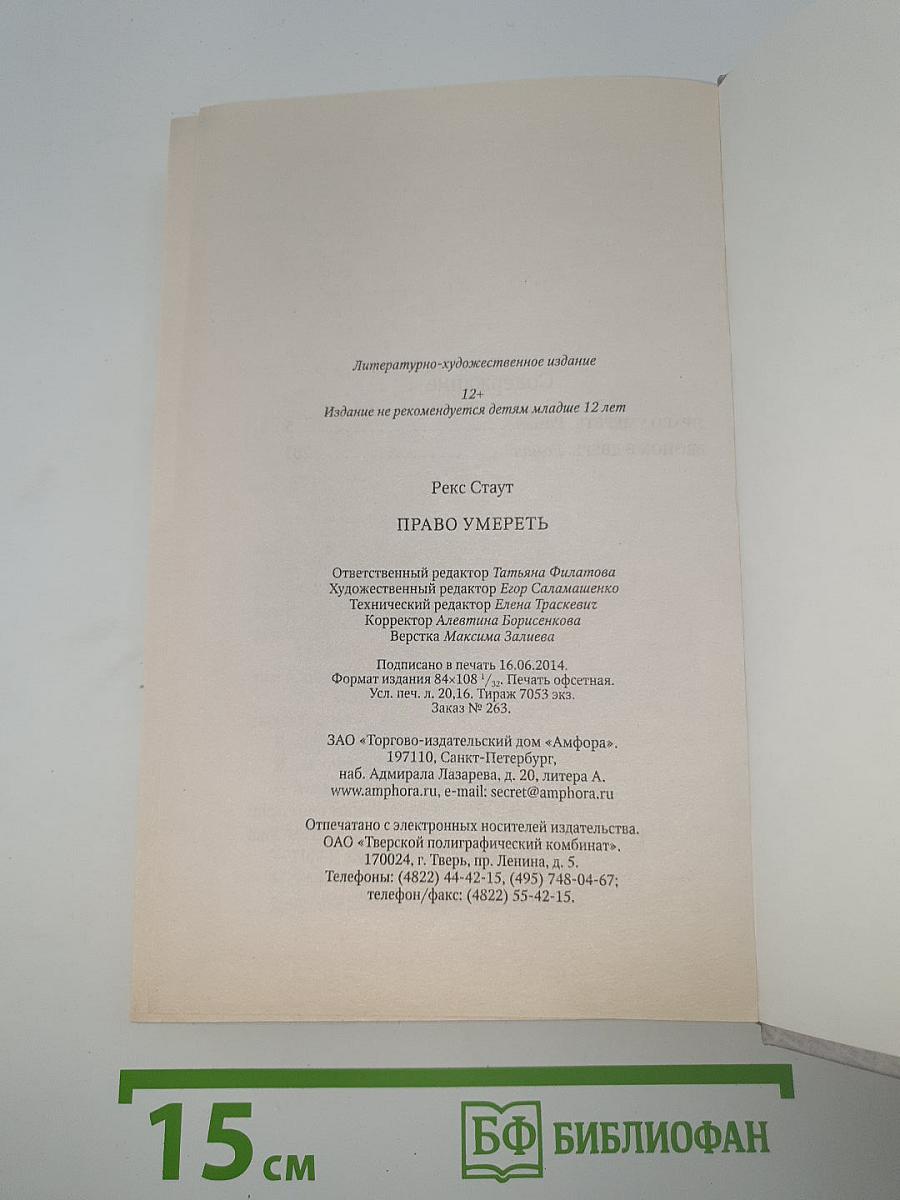 Литературно-художественное издание
12+
Издание не рекомендуется детям младше 12 лет
Рекс Стаут
ПРАВО УМЕРЕТЬ
Ответственный редактор Татьяна Филатова
Художественный редактор Егор Саламашенко
Технический редактор Елена Траскевич
Корректор Алевтина Борисенкова
Верстка Максима Залиева
Подписано в печать 16.06.2014.
Формат издания 84×108 1/32. Печать офсетная.
Усл. печ. л. 20,16. Тираж 7053 экз.
Заказ № 263.
ЗАО «Торгово-издательский дом «Амфора».
197110, Санкт-Петербург,
наб. Адмирала Лазарева, д. 20, литера А.
www.amphora.ru, e-mail: secret@amphora.ru
Отпечатано с электронных носителей издательства.
ОАО «Тверской полиграфический комбинат».
170024, г. Тверь, пр. Ленина, д. 5.
Телефоны: (4822) 44-42-15, (495) 748-04-67;
телефон/факс: (4822) 55-42-15.
15 см
БФ БИБЛИОФАН